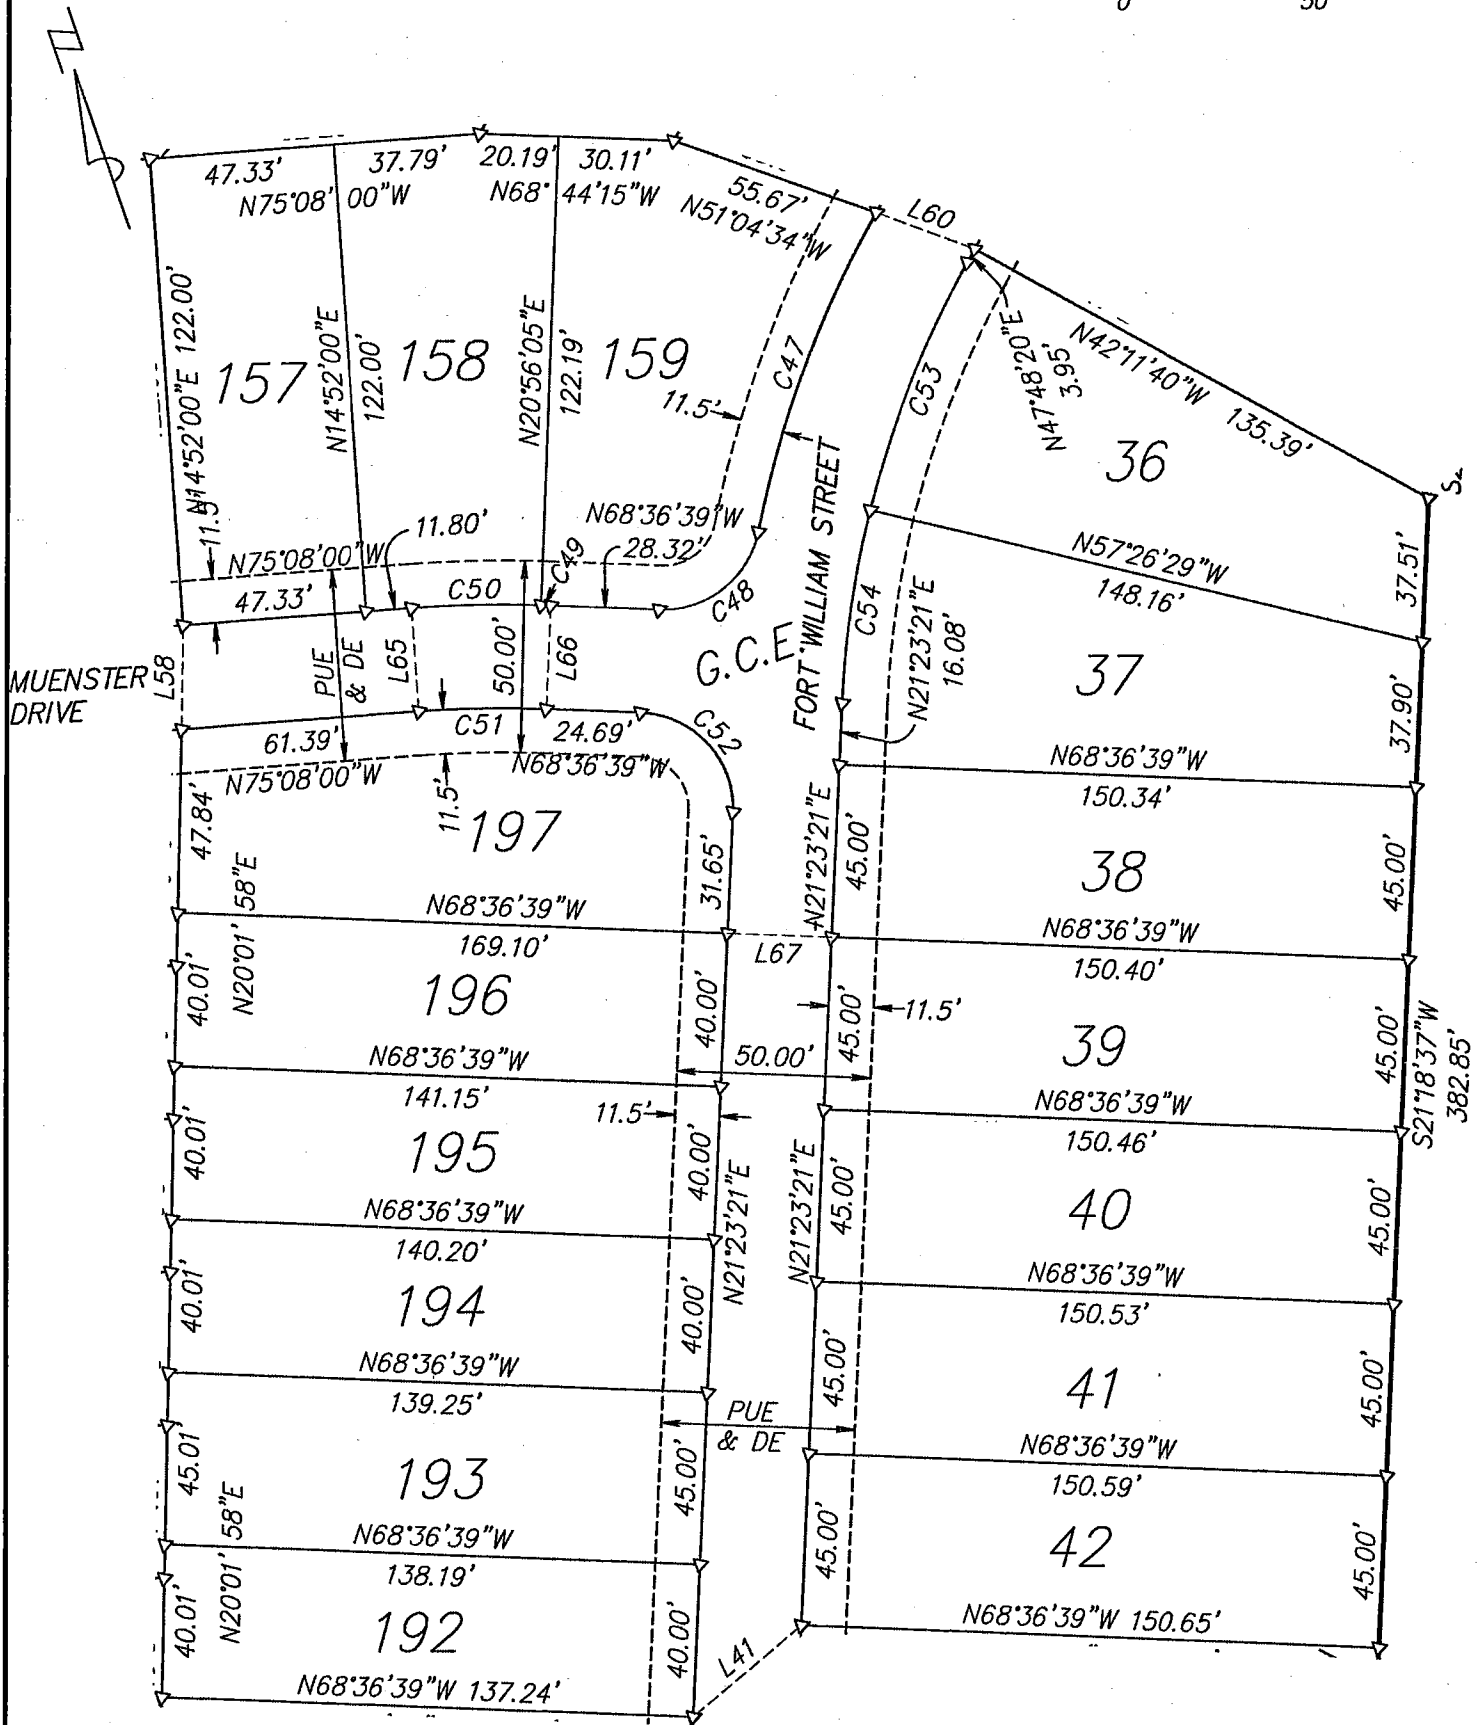 0 50
N
47.33' 37.79' 20.19' 30.11'
N75°08' 00"W N68° 44'15"W
55.67'
N51°04'34"W
L60
N14°52'00"E 122.00'
157
N14°52'00"E
122.00'
158
N20°56'05"E
122.19'
159
11.5'
C47
C53
N47°48'20"E
3.95'
N42°11'40"W 135.39'
36
37.51'
11.5'
N75°08'00"W
47.33'
11.80'
C50
C49
N68°36'39"W
28.32'
C48
FORT WILLIAM STREET
G.C.E.
C54
N21°23'21"E
16.08'
N57°26'29"W
148.16'
37
37.90'
MUENSTER
DRIVE
L58
PUE
& DE
L65
50.00'
L66
61.39'
N75°08'00"W
C51
24.69'
N68°36'39"W
C52
11.5'
47.84'
197
31.65'
N21°23'21"E
45.00'
N68°36'39"W
150.34'
38
45.00'
N20°01' 58"E
N68°36'39"W
169.10'
L67
N68°36'39"W
150.40'
40.01'
196
40.00'
45.00'
11.5'
39
45.00'
S21°18'37"W
382.85'
50.00'
N68°36'39"W
141.15'
11.5'
N68°36'39"W
150.46'
40.01'
195
40.00'
N21°23'21"E
N21°23'21"E
45.00'
40
45.00'
N68°36'39"W
140.20'
N68°36'39"W
150.53'
40.01'
194
40.00'
45.00'
41
45.00'
N68°36'39"W
139.25'
PUE
& DE
N68°36'39"W
150.59'
45.01'
193
45.00'
45.00'
42
45.00'
N20°01' 58"E
N68°36'39"W
138.19'
N68°36'39"W 150.65'
40.01'
192
40.00'
L41
N68°36'39"W 137.24'